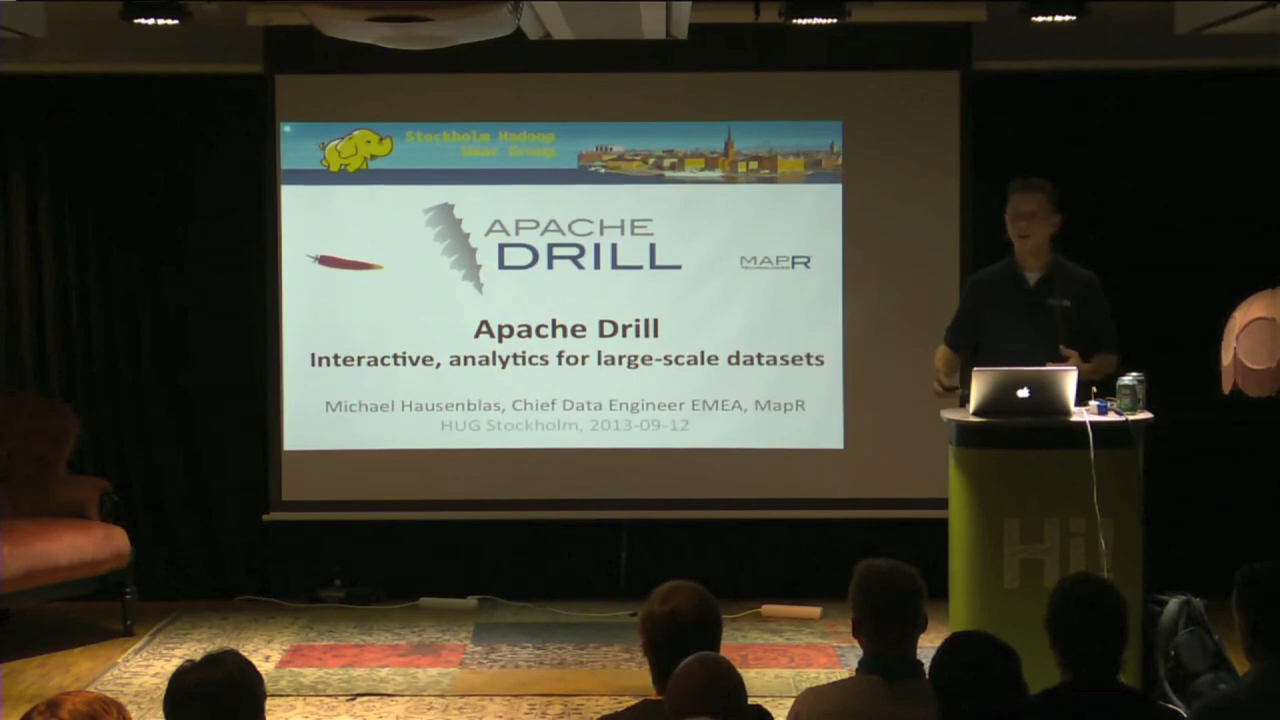 Stockholm Hadoop
User Group
APACHE
DRILL
MAPR
TECHNOLOGIES
Apache Drill
Interactive, analytics for large-scale datasets
Michael Hausenblas, Chief Data Engineer EMEA, MapR
HUG Stockholm, 2013-09-12
Hi!